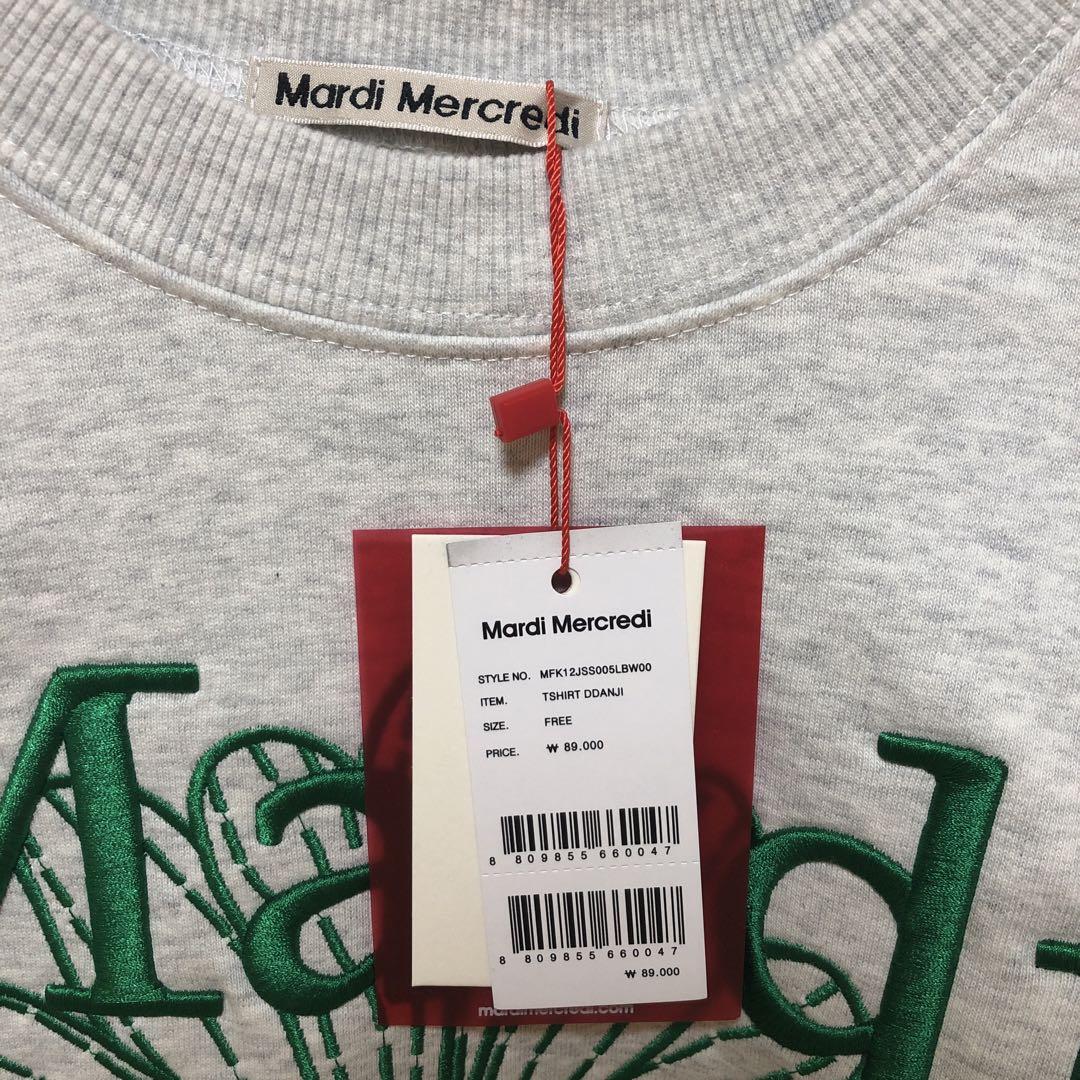 Mardi Mercredi
Mardi Mercredi
STYLE NO. MFK12JSS005LBW00
ITEM. TSHIRT DDANJI
SIZE. FREE
PRICE. ₩ 89.000
8 809855 660047
8 809855 660047
₩ 89.000
mardimercredi.com
Mardi